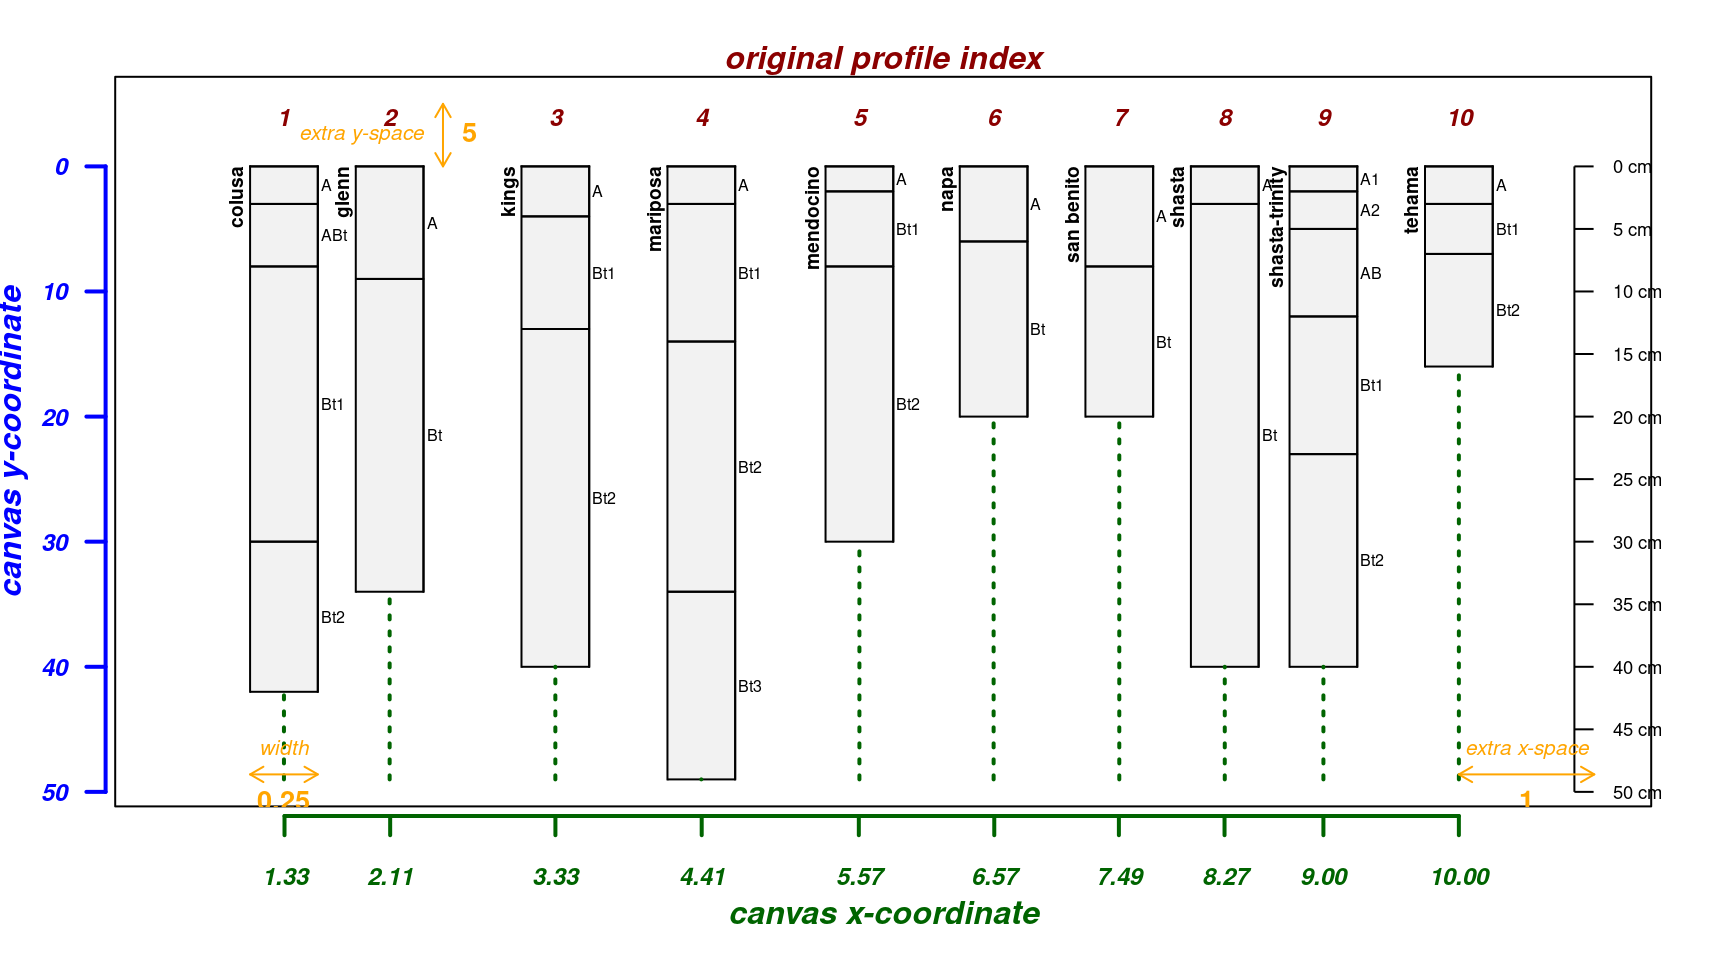 original profile index
1 2 3 4 5 6 7 8 9 10
extra y-space 5
canvas y-coordinate
0
10
20
30
40
50
colusa
A
ABt
Bt1
Bt2
glenn
A
Bt
kings
A
Bt1
Bt2
mariposa
A
Bt1
Bt2
Bt3
mendocino
A
Bt1
Bt2
napa
A
Bt
san benito
A
Bt
shasta
A
Bt
shasta-trinity
A1
A2
AB
Bt1
Bt2
tehama
A
Bt1
Bt2
0 cm
5 cm
10 cm
15 cm
20 cm
25 cm
30 cm
35 cm
40 cm
45 cm
50 cm
width
0.25
extra x-space
1
1.33 2.11 3.33 4.41 5.57 6.57 7.49 8.27 9.00 10.00
canvas x-coordinate